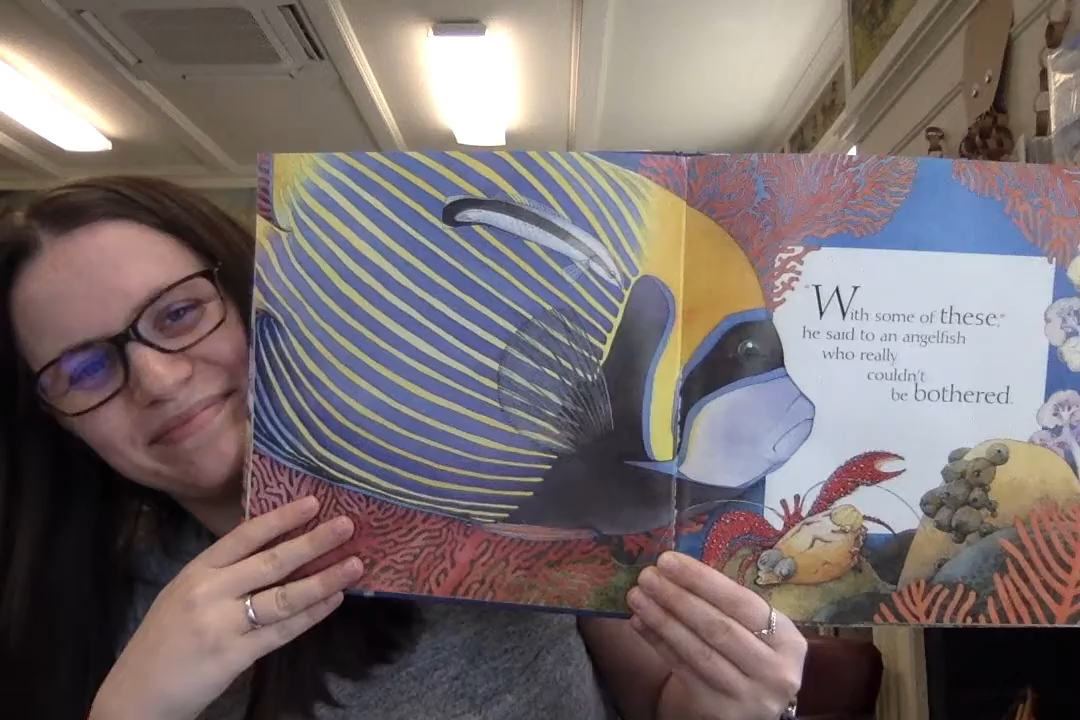 "With some of these,"
he said to an angelfish
who really
couldn't
be bothered.